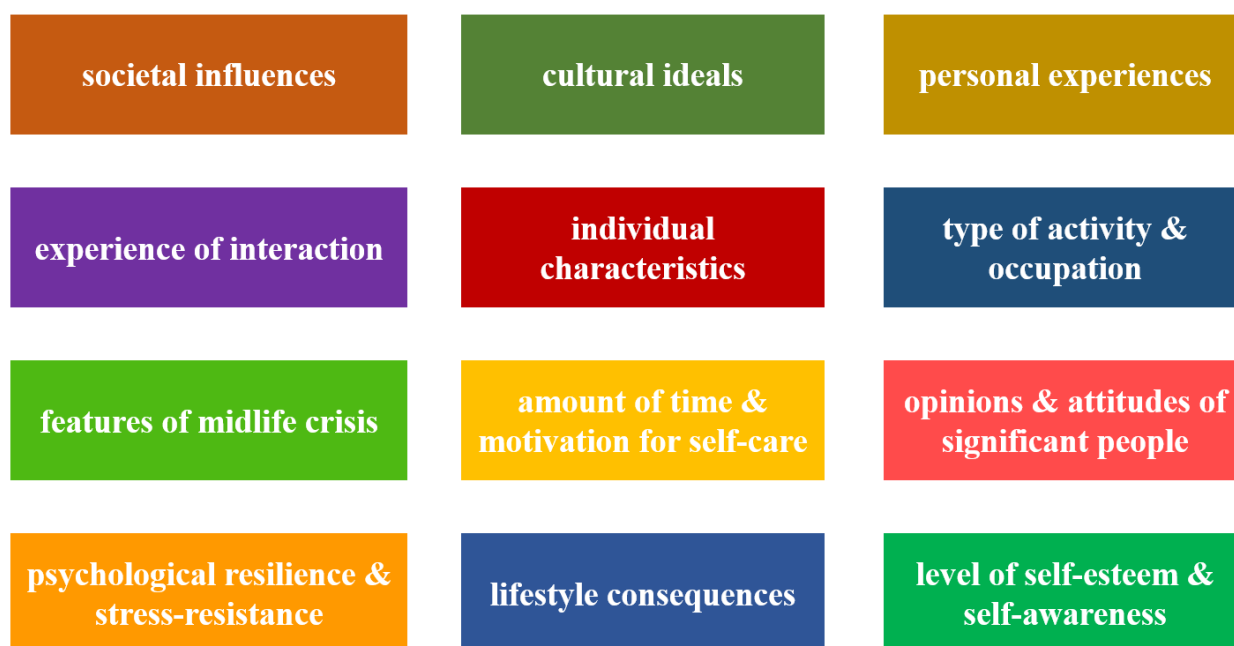 societal influences
cultural ideals
personal experiences
experience of interaction
individual
characteristics
type of activity &
occupation
features of midlife crisis
amount of time &
motivation for self-care
opinions & attitudes of
significant people
psychological resilience &
stress-resistance
lifestyle consequences
level of self-esteem &
self-awareness